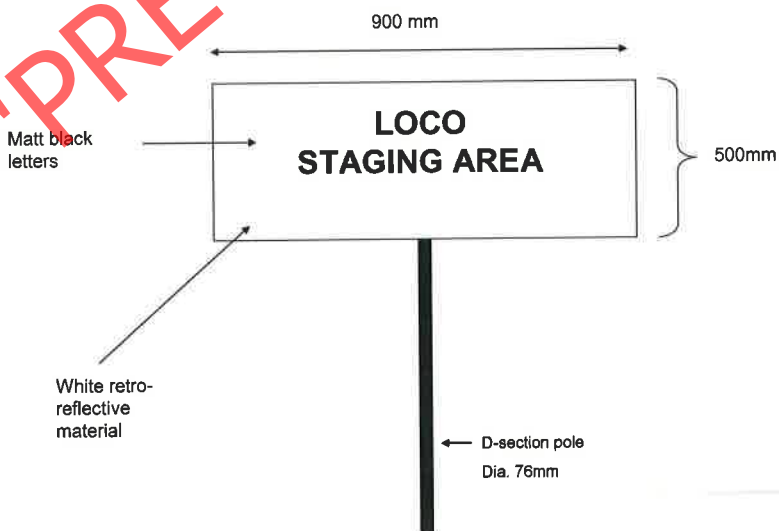 900 mm
"PRE
Matt black
letters
LOCO
STAGING AREA
500mm
White retro-
reflective
material
D-section pole
Dia. 76mm